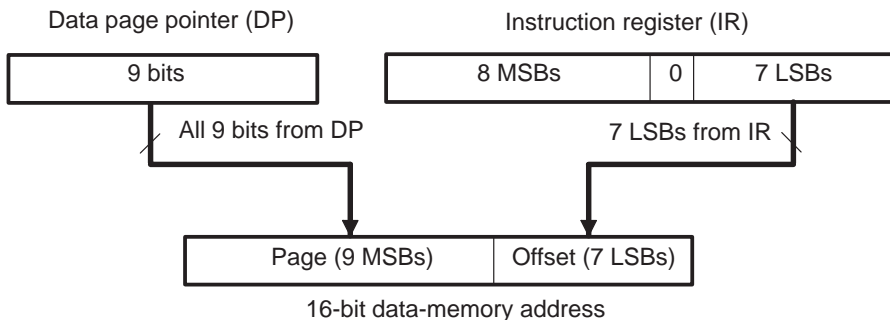 Data page pointer (DP)
Instruction register (IR)
9 bits
8 MSBs
0
7 LSBs
All 9 bits from DP
7 LSBs from IR
Page (9 MSBs)
Offset (7 LSBs)
16-bit data-memory address